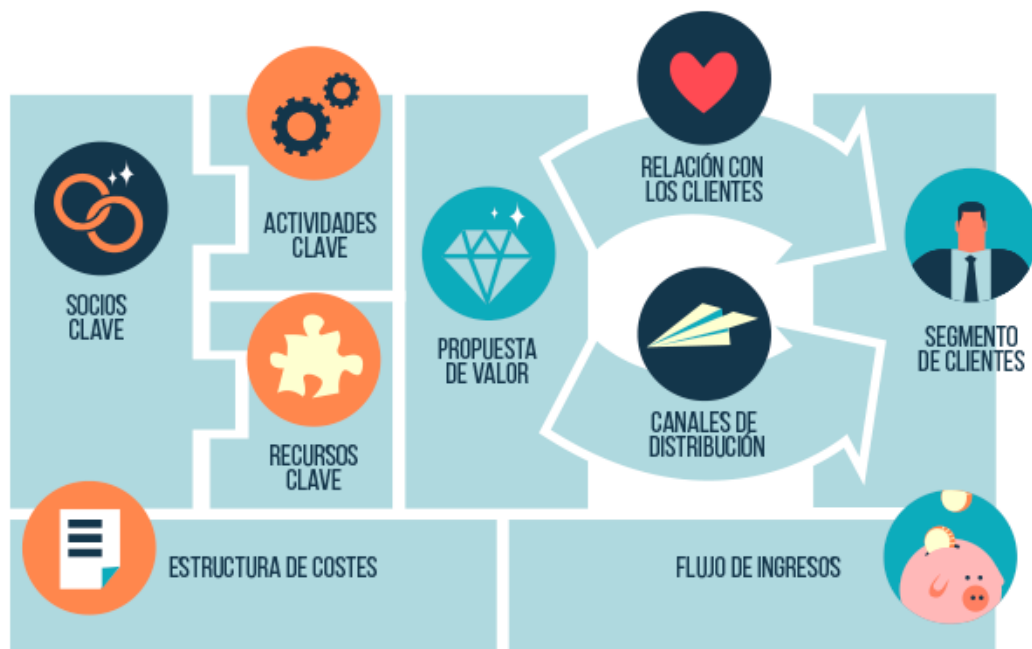 SOCIOS
CLAVE
ACTIVIDADES
CLAVE
RECURSOS
CLAVE
PROPUESTA
DE VALOR
RELACIÓN CON
LOS CLIENTES
CANALES DE
DISTRIBUCIÓN
SEGMENTO
DE CLIENTES
ESTRUCTURA DE COSTES
FLUJO DE INGRESOS